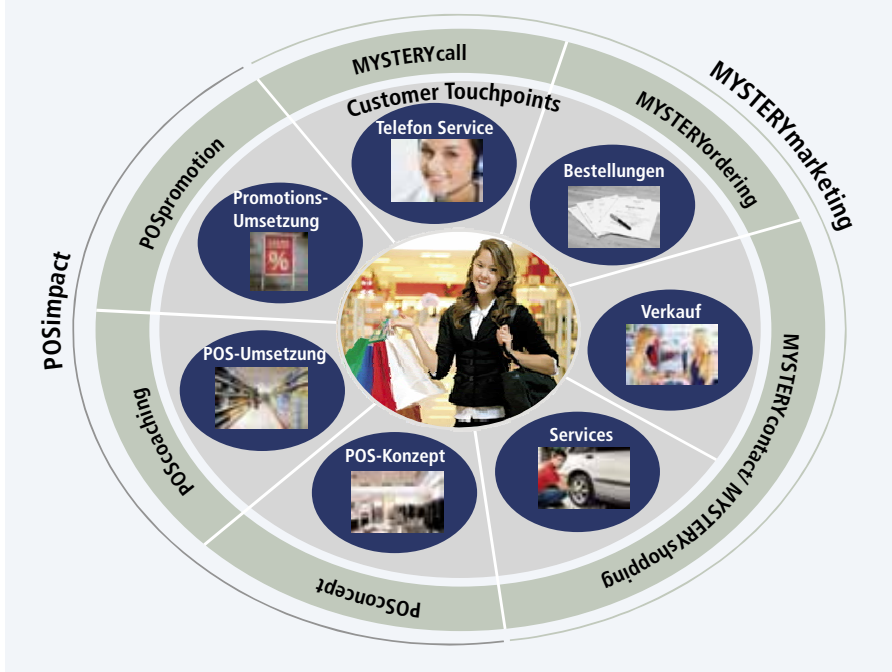 MYSTERYmarketing
POSimpact
MYSTERYcall
MYSTERYordering
MYSTERYcontact/ MYSTERYshopping
POSconcept
POScoaching
POSpromotion
Customer Touchpoints
Telefon Service
Bestellungen
Verkauf
Services
POS-Konzept
POS-Umsetzung
Promotions-
Umsetzung
%